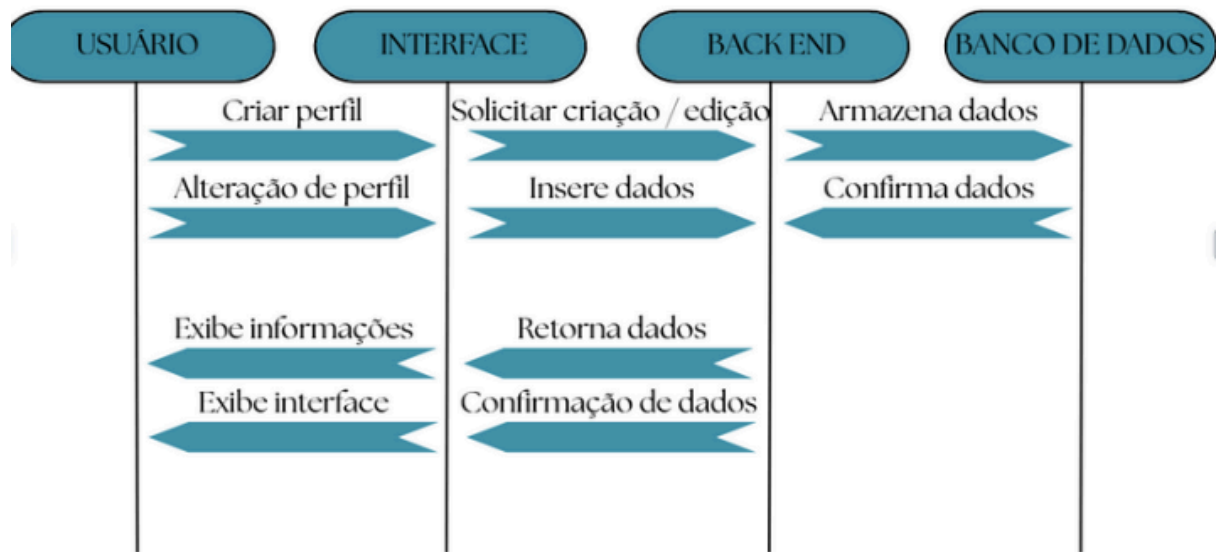 USUÁRIO
INTERFACE
BACK END
BANCO DE DADOS
Criar perfil
Solicitar criação / edição
Armazena dados
Alteração de perfil
Insere dados
Confirma dados
Exibe informações
Retorna dados
Exibe interface
Confirmação de dados